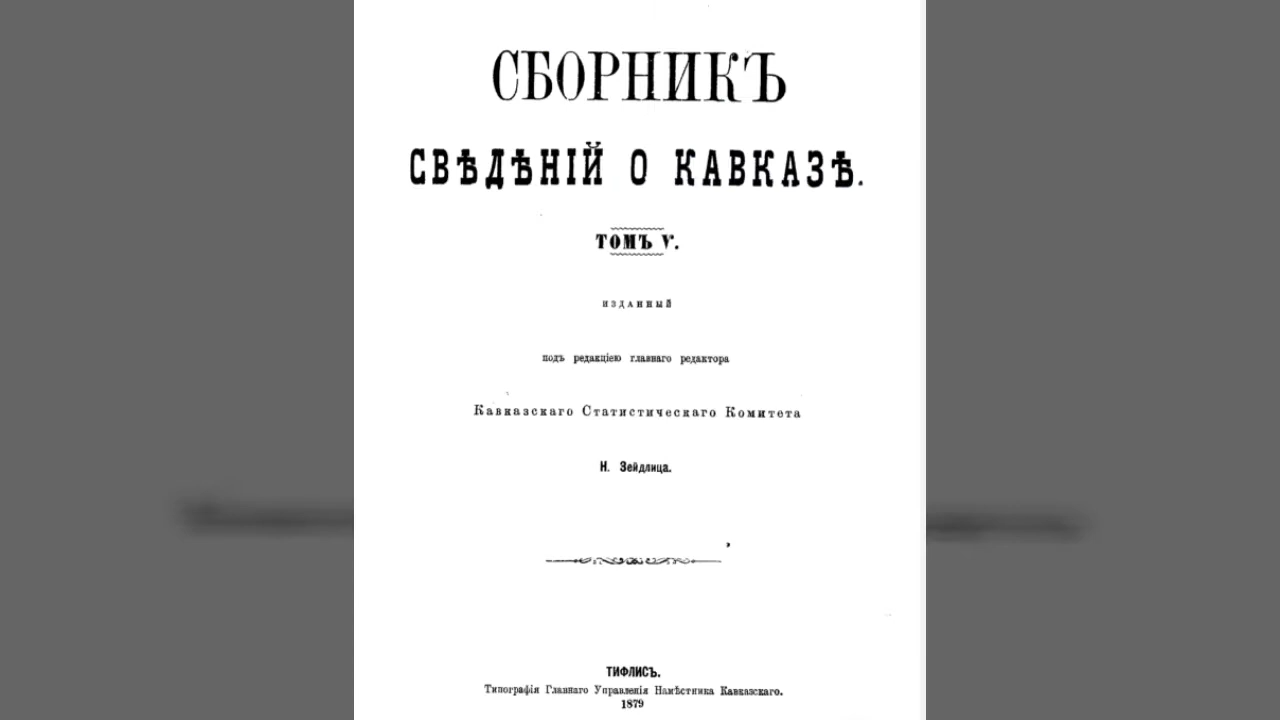 СБОРНИКЪ
СВѢДѢНІЙ О КАВКАЗѢ.
ТОМЪ V.
ИЗДАННЫЙ
подъ редакціею главнаго редактора
Кавказскаго Статистическаго Комитета
Н. Зейдлица.
ТИФЛИСЪ.
Типографія Главнаго Управленія Намѣстника Кавказскаго.
1879